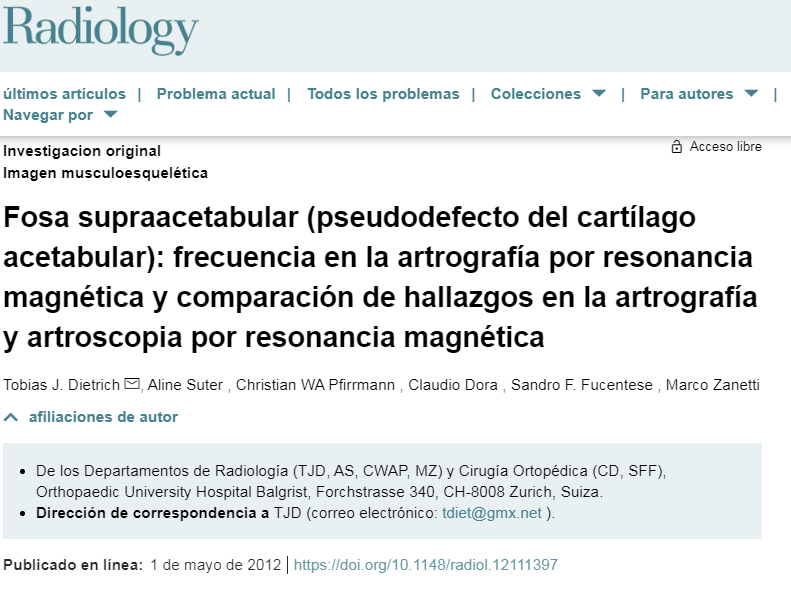 Radiology
últimos artículos | Problema actual | Todos los problemas | Colecciones | Para autores |
Navegar por
Investigacion original
Acceso libre
Imagen musculoesquelética
Fosa supraacetabular (pseudodefecto del cartílago
acetabular): frecuencia en la artrografía por resonancia
magnética y comparación de hallazgos en la artrografía
y artroscopia por resonancia magnética
Tobias J. Dietrich , Aline Suter , Christian WA Pfirrmann , Claudio Dora , Sandro F. Fucentese , Marco Zanetti
afiliaciones de autor
• De los Departamentos de Radiología (TJD, AS, CWAP, MZ) y Cirugía Ortopédica (CD, SFF),
Orthopaedic University Hospital Balgrist, Forchstrasse 340, CH-8008 Zurich, Suiza.
• Dirección de correspondencia a TJD (correo electrónico: tdiet@gmx.net ).
Publicado en línea: 1 de mayo de 2012 | https://doi.org/10.1148/radiol.12111397